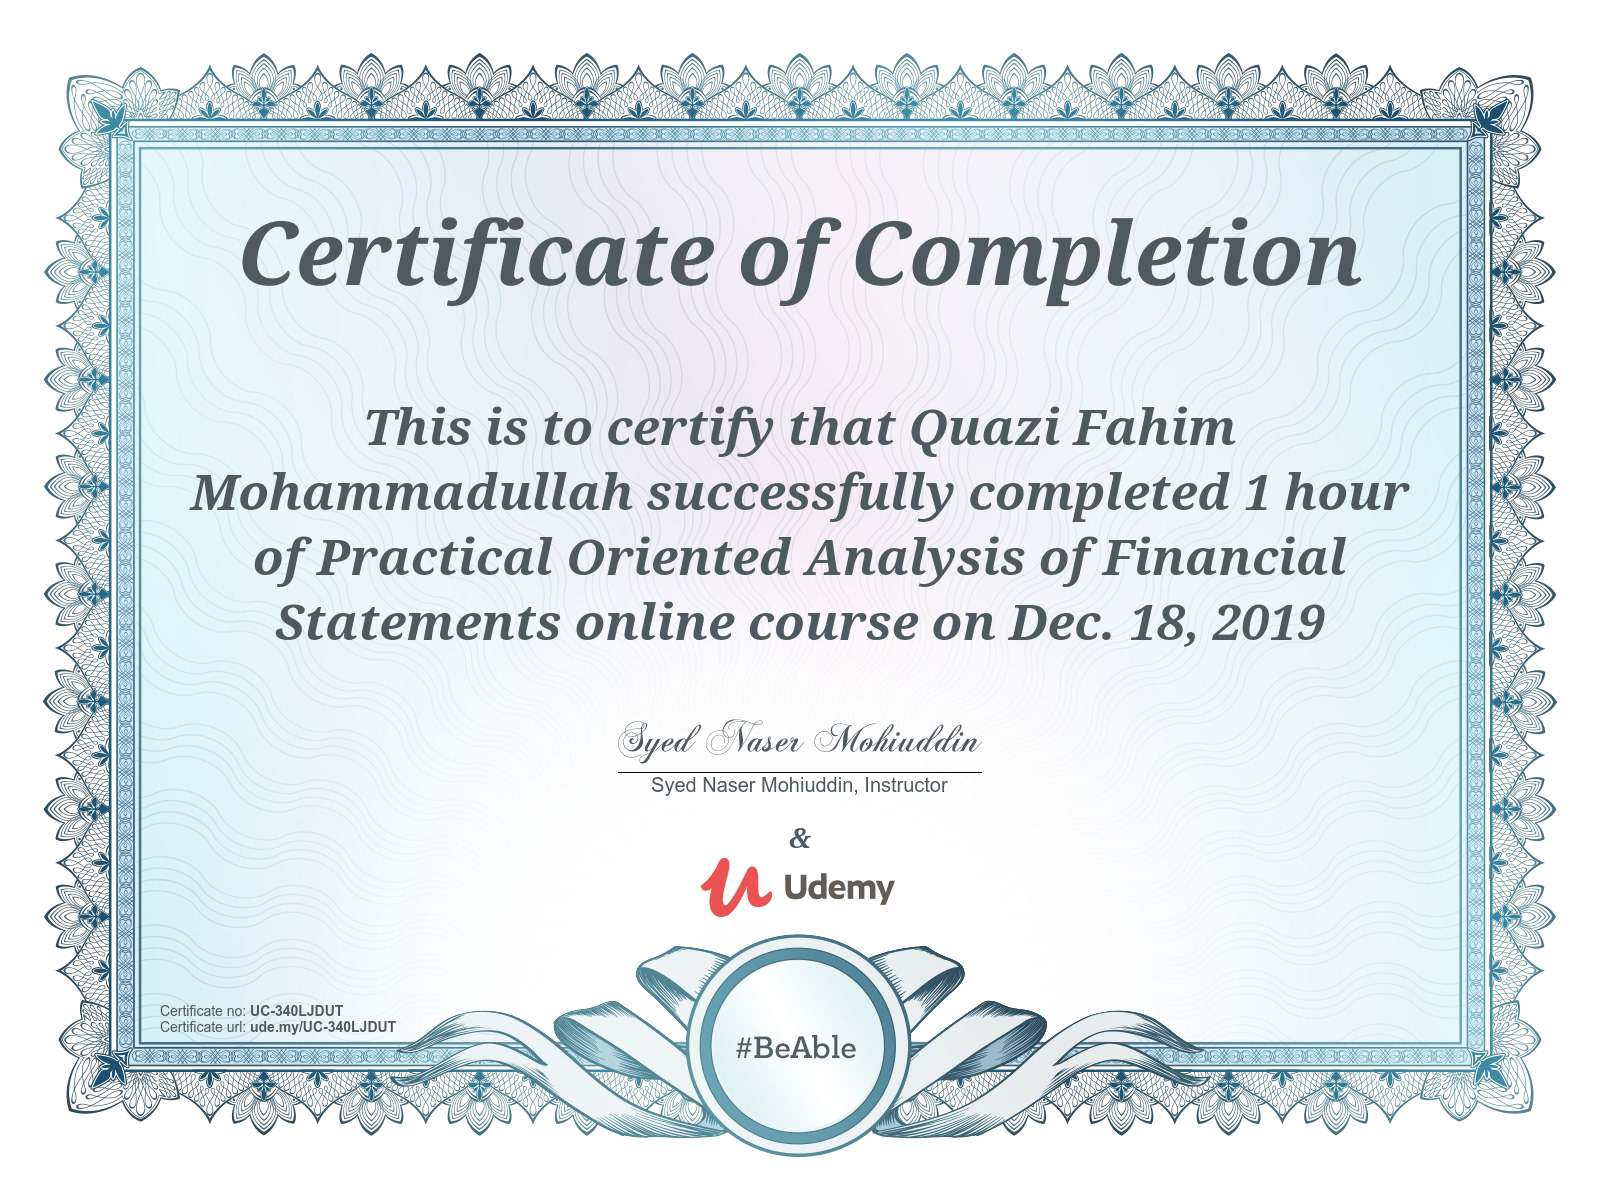 Certificate of Completion
This is to certify that Quazi Fahim
Mohammadullah successfully completed 1 hour
of Practical Oriented Analysis of Financial
Statements online course on Dec. 18, 2019
Syed Naser Mohiuddin
Syed Naser Mohiuddin, Instructor
&
Udemy
Certificate no: UC-340LJDUT
Certificate url: ude.my/UC-340LJDUT
#BeAble